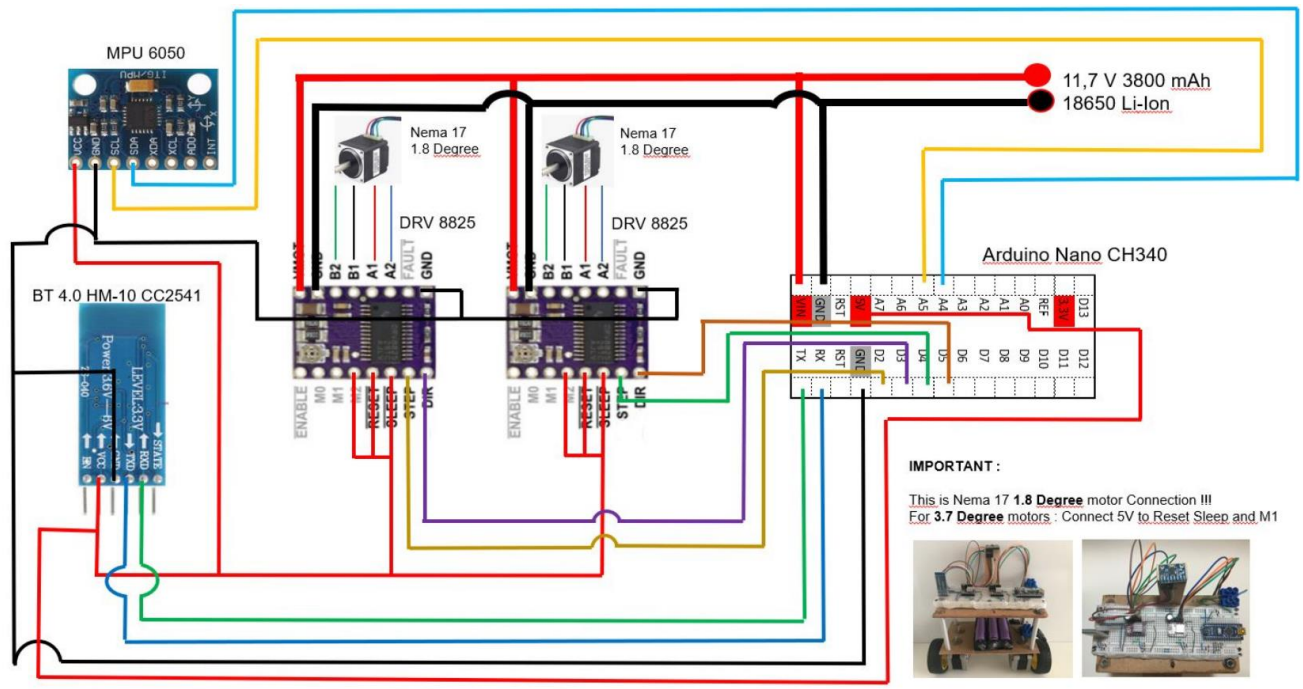 MPU 6050
ITG/MPU
VCC
GND
SCL
SDA
XDA
XCL
ADD
INT
11,7 V 3800 mAh
18650 Li-Ion
Nema 17
1.8 Degree
Nema 17
1.8 Degree
DRV 8825
DRV 8825
VMOT
GND
B2
B1
A1
A2
FAULT
GND
VMOT
GND
B2
B1
A1
A2
FAULT
GND
Arduino Nano CH340
VIN
GND
RST
5V
A7
A6
A5
A4
A3
A2
A1
A0
REF
3.3V
D13
TX
RX
RST
GND
D2
D3
D4
D5
D6
D7
D8
D9
D10
D11
D12
BT 4.0 HM-10 CC2541
LEVEL:3.3V
STATE
RXD
TXD
GND
VCC
ENABLE
M0
M1
M2
RESET
SLEEP
STEP
DIR
ENABLE
M0
M1
M2
RESET
SLEEP
STEP
DIR
IMPORTANT :
This is Nema 17 1.8 Degree motor Connection !!!
For 3.7 Degree motors : Connect 5V to Reset Sleep and M1